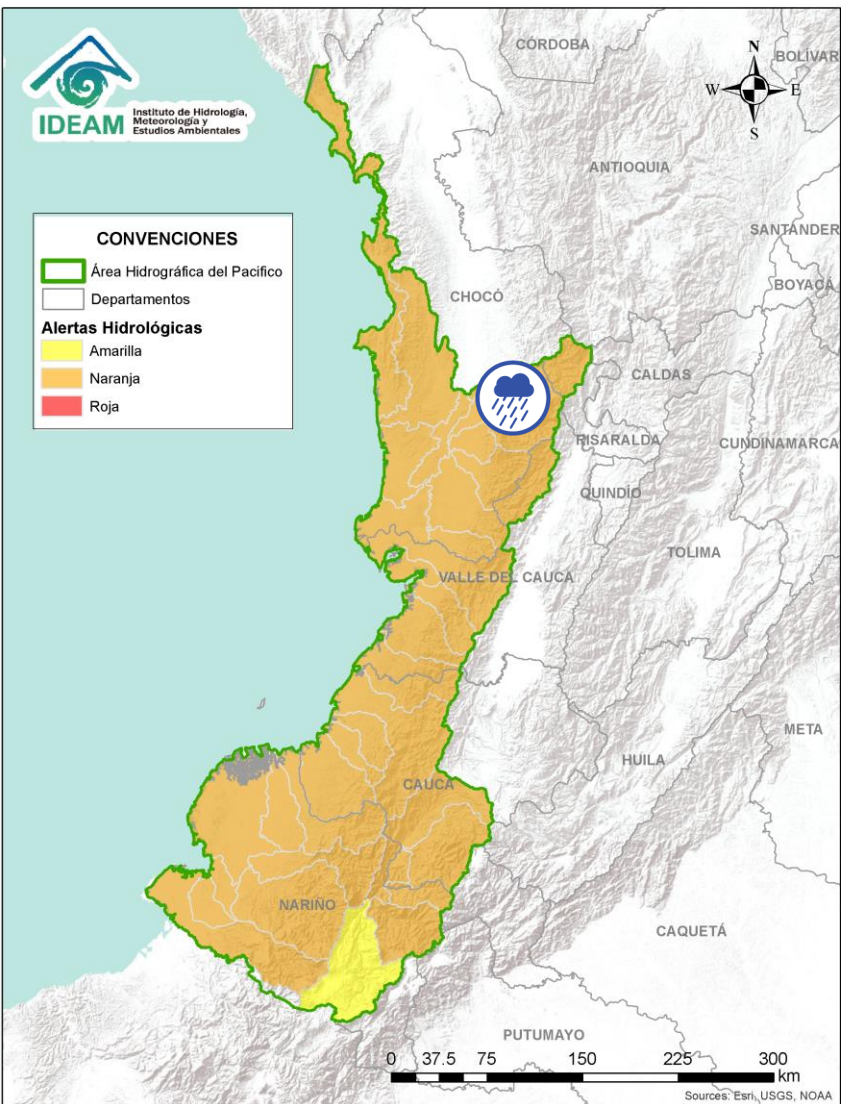 IDEAM
Instituto de Hidrología,
Meteorología y
Estudios Ambientales
CÓRDOBA
BOLÍVAR
N
W
E
S
ANTIOQUIA
SANTANDER
BOYACÁ
CONVENCIONES
Área Hidrográfica del Pacifico
Departamentos
Alertas Hidrológicas
Amarilla
Naranja
Roja
CHOCÓ
CALDAS
RISARALDA
CUNDINAMARCA
QUINDÍO
TOLIMA
VALLE DEL CAUCA
META
HUILA
CAUCA
NARIÑO
CAQUETÁ
PUTUMAYO
0 37.5 75 150 225 300
km
Sources: Esri, USGS, NOAA